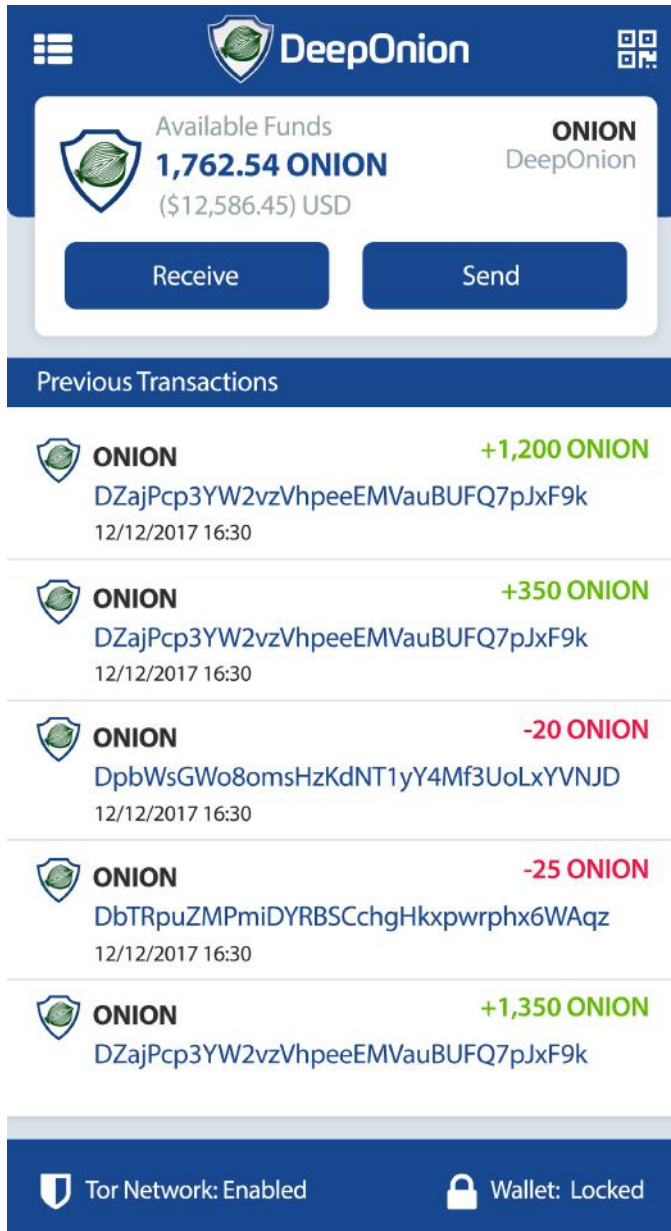 DeepOnion
Available Funds
ONION
1,762.54 ONION
DeepOnion
($12,586.45) USD
Receive
Send
Previous Transactions
ONION
+1,200 ONION
DZajPcp3YW2vzVhpeeEMVauBUFQ7pJxF9k
12/12/2017 16:30
ONION
+350 ONION
DZajPcp3YW2vzVhpeeEMVauBUFQ7pJxF9k
12/12/2017 16:30
ONION
-20 ONION
DpbWsGWo8omsHzKdNT1yY4Mf3UoLxYVNJD
12/12/2017 16:30
ONION
-25 ONION
DbTRpuZMPmiDYRBSCchgHkxpwrphx6WAqz
12/12/2017 16:30
ONION
+1,350 ONION
DZajPcp3YW2vzVhpeeEMVauBUFQ7pJxF9k
Tor Network: Enabled
Wallet: Locked